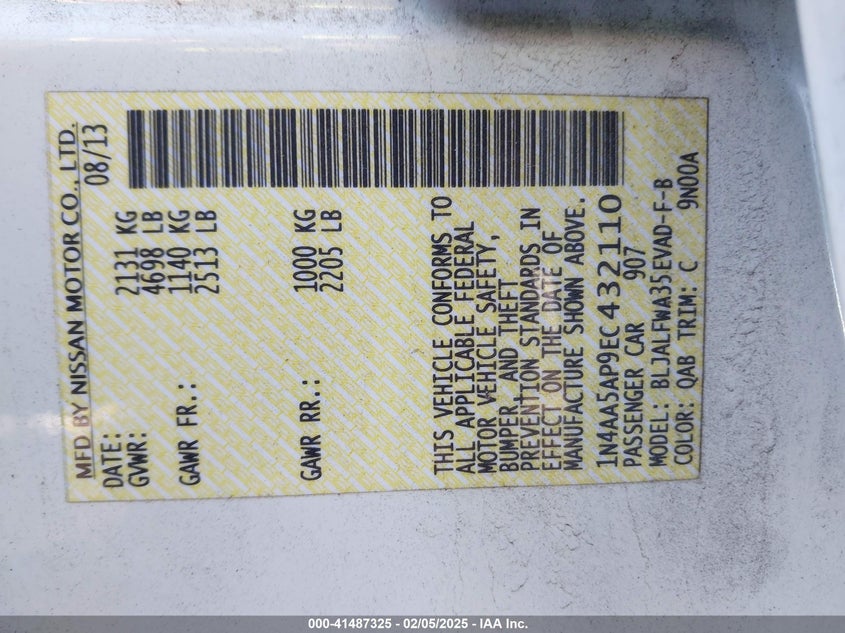 MFD BY NISSAN MOTOR CO., LTD.
DATE: 08/13
GVWR: 2131 KG
4698 LB
GAWR FR.: 1140 KG
2513 LB
GAWR RR.: 1000 KG
2205 LB
THIS VEHICLE CONFORMS TO
ALL APPLICABLE FEDERAL
MOTOR VEHICLE SAFETY,
BUMPER, AND THEFT
PREVENTION STANDARDS IN
EFFECT ON THE DATE OF
MANUFACTURE SHOWN ABOVE.
1N4AA5AP9EC432110
PASSENGER CAR 907
MODEL: BLJALFWA35EVAD-F-B
COLOR: QAB TRIM: C 9N00A
000-41487325 - 02/05/2025 - IAA Inc.